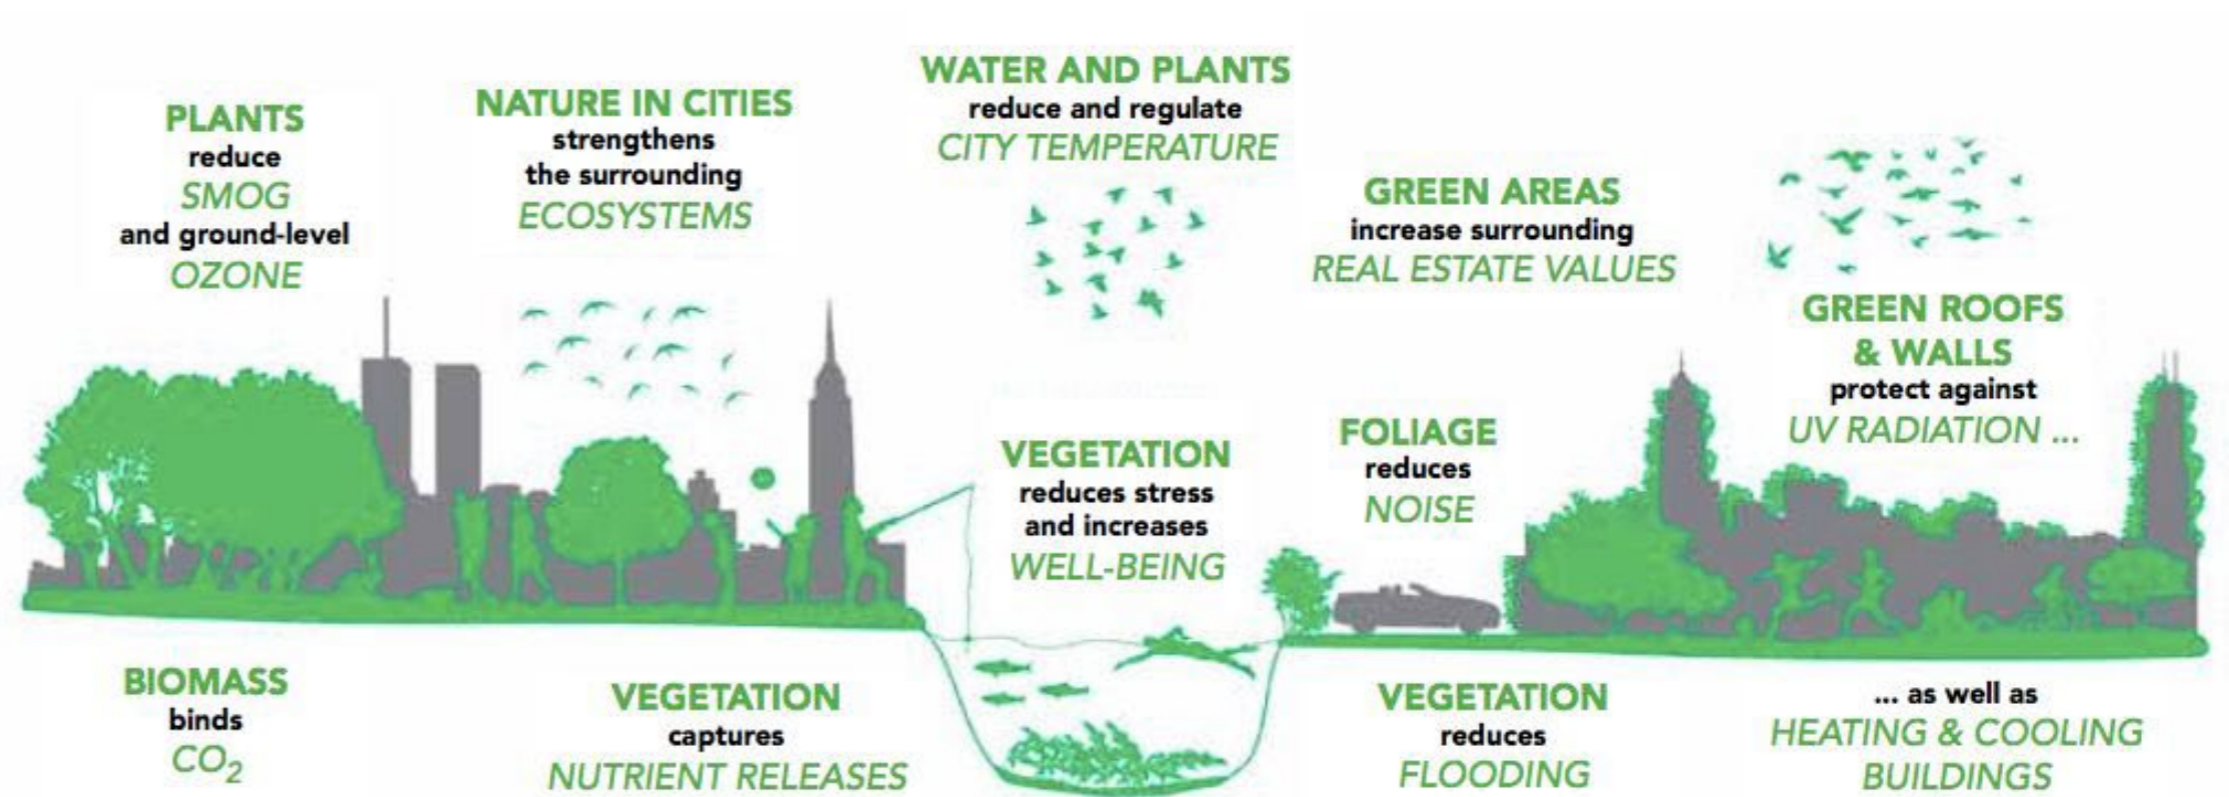 PLANTS
reduce
SMOG
and ground-level
OZONE
NATURE IN CITIES
strengthens
the surrounding
ECOSYSTEMS
WATER AND PLANTS
reduce and regulate
CITY TEMPERATURE
GREEN AREAS
increase surrounding
REAL ESTATE VALUES
GREEN ROOFS
& WALLS
protect against
UV RADIATION ...
VEGETATION
reduces stress
and increases
WELL-BEING
FOLIAGE
reduces
NOISE
BIOMASS
binds
CO₂
VEGETATION
captures
NUTRIENT RELEASES
VEGETATION
reduces
FLOODING
... as well as
HEATING & COOLING
BUILDINGS